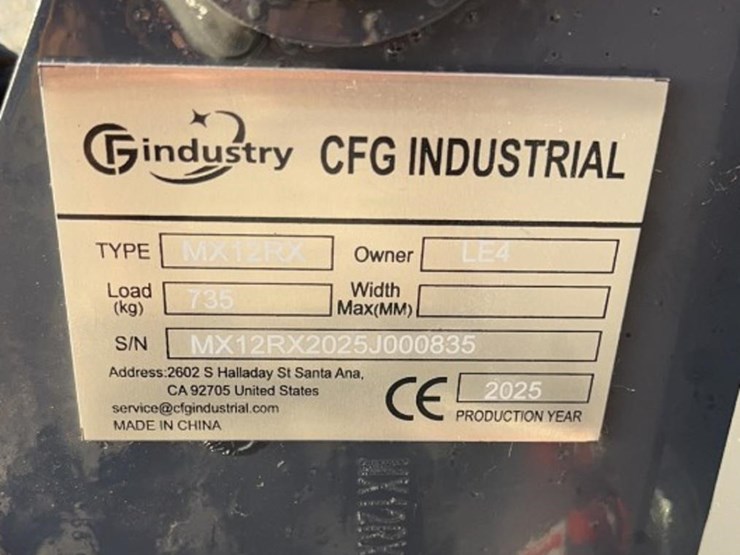 CFGindustry CFG INDUSTRIAL
TYPE MX12RX Owner LE4
Load (kg) 735 Width Max(MM)
S/N MX12RX2025J000835
Address:2602 S Halladay St Santa Ana,
CA 92705 United States
service@cfgindustrial.com
MADE IN CHINA
CE 2025
PRODUCTION YEAR